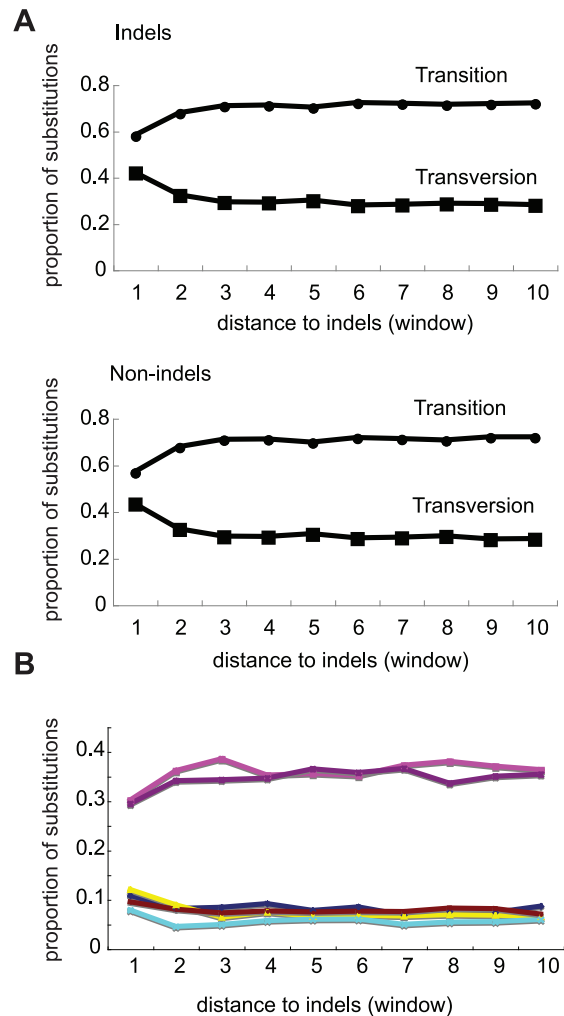 A
Indels
proportion of substitutions
0.8
0.6
0.4
0.2
0
Transition
Transversion
1 2 3 4 5 6 7 8 9 10
distance to indels (window)
Non-indels
proportion of substitutions
0.8
0.6
0.4
0.2
0
Transition
Transversion
1 2 3 4 5 6 7 8 9 10
distance to indels (window)
B
proportion of substitutions
0.4
0.3
0.2
0.1
0
1 2 3 4 5 6 7 8 9 10
distance to indels (window)